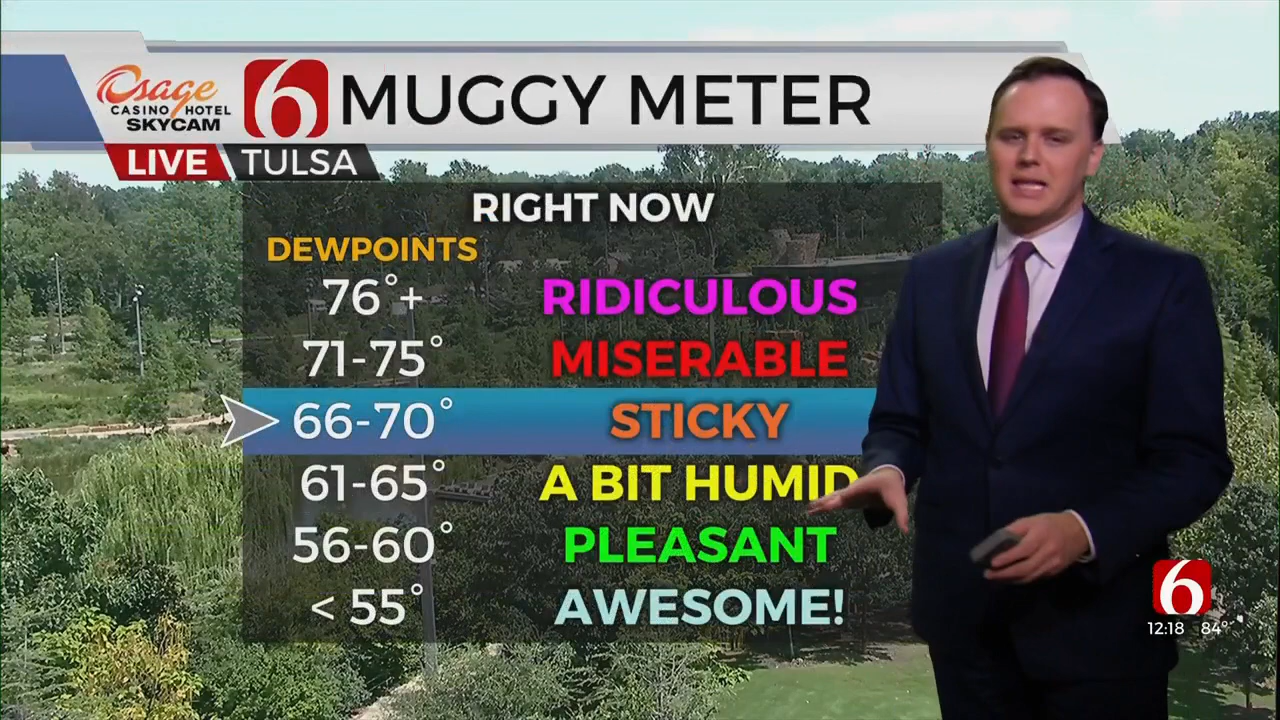 Osage
CASINO HOTEL
SKYCAM
6 MUGGY METER
LIVE TULSA
RIGHT NOW
DEWPOINTS
76°+ RIDICULOUS
71-75° MISERABLE
66-70° STICKY
61-65° A BIT HUMID
56-60° PLEASANT
< 55° AWESOME!
6
12:18 84°